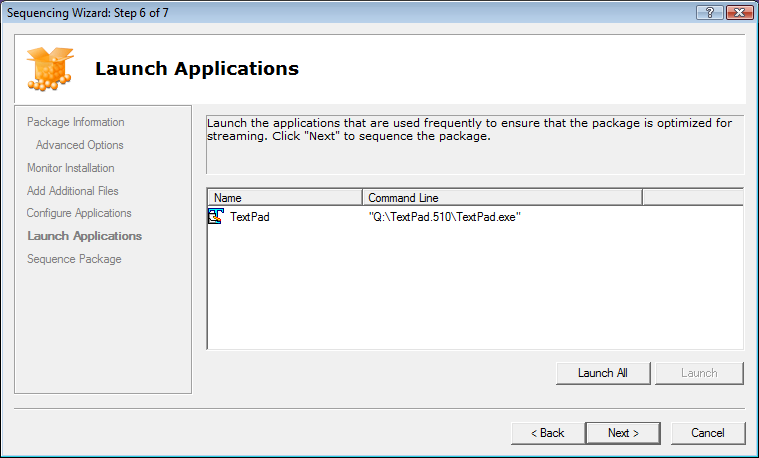 Sequencing Wizard: Step 6 of 7
Launch Applications
Package Information
Advanced Options
Monitor Installation
Add Additional Files
Configure Applications
Launch Applications
Sequence Package
Launch the applications that are used frequently to ensure that the package is optimized for
streaming. Click "Next" to sequence the package.
Name Command Line
TextPad "Q:\TextPad.510\TextPad.exe"
Launch All Launch
< Back Next > Cancel